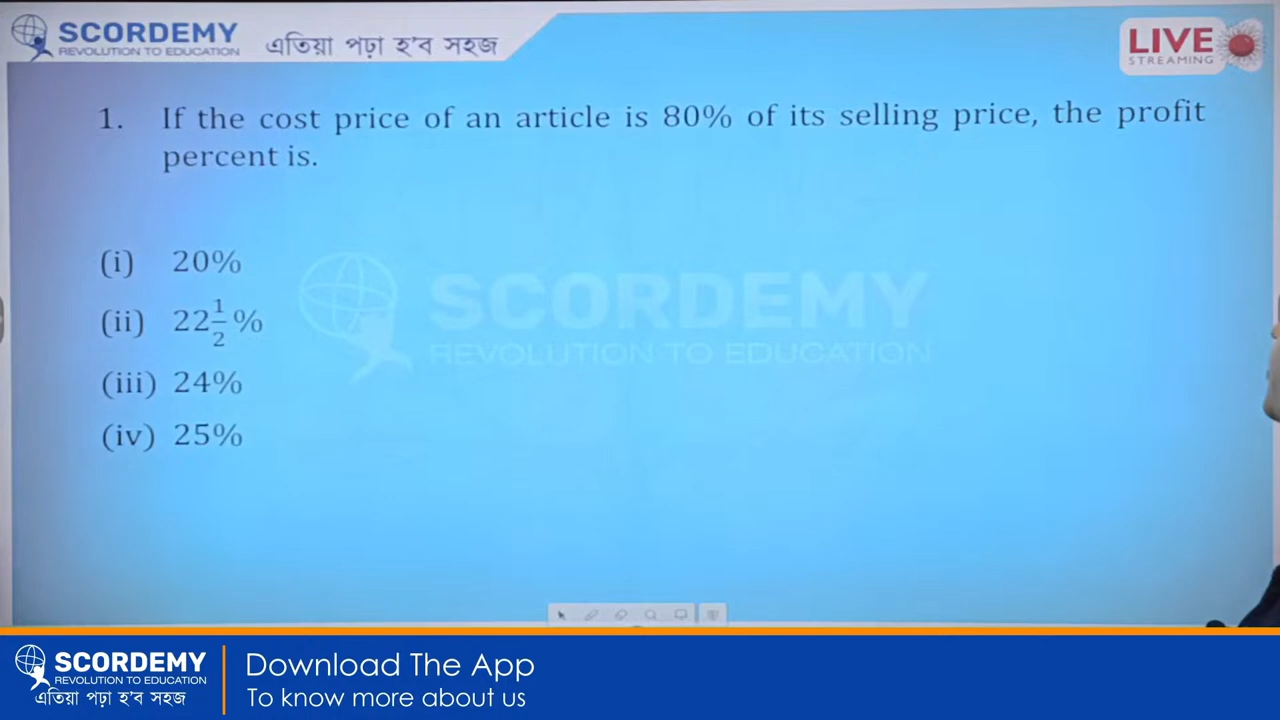 SCORDEMY
REVOLUTION TO EDUCATION
এতিয়া পঢ়া হ'ব সহজ
LIVE
STREAMING
1. If the cost price of an article is 80% of its selling price, the profit
percent is.
(i) 20%
(ii) 22 1/2 %
(iii) 24%
(iv) 25%
SCORDEMY
REVOLUTION TO EDUCATION
SCORDEMY
REVOLUTION TO EDUCATION
এতিয়া পঢ়া হ'ব সহজ
Download The App
To know more about us